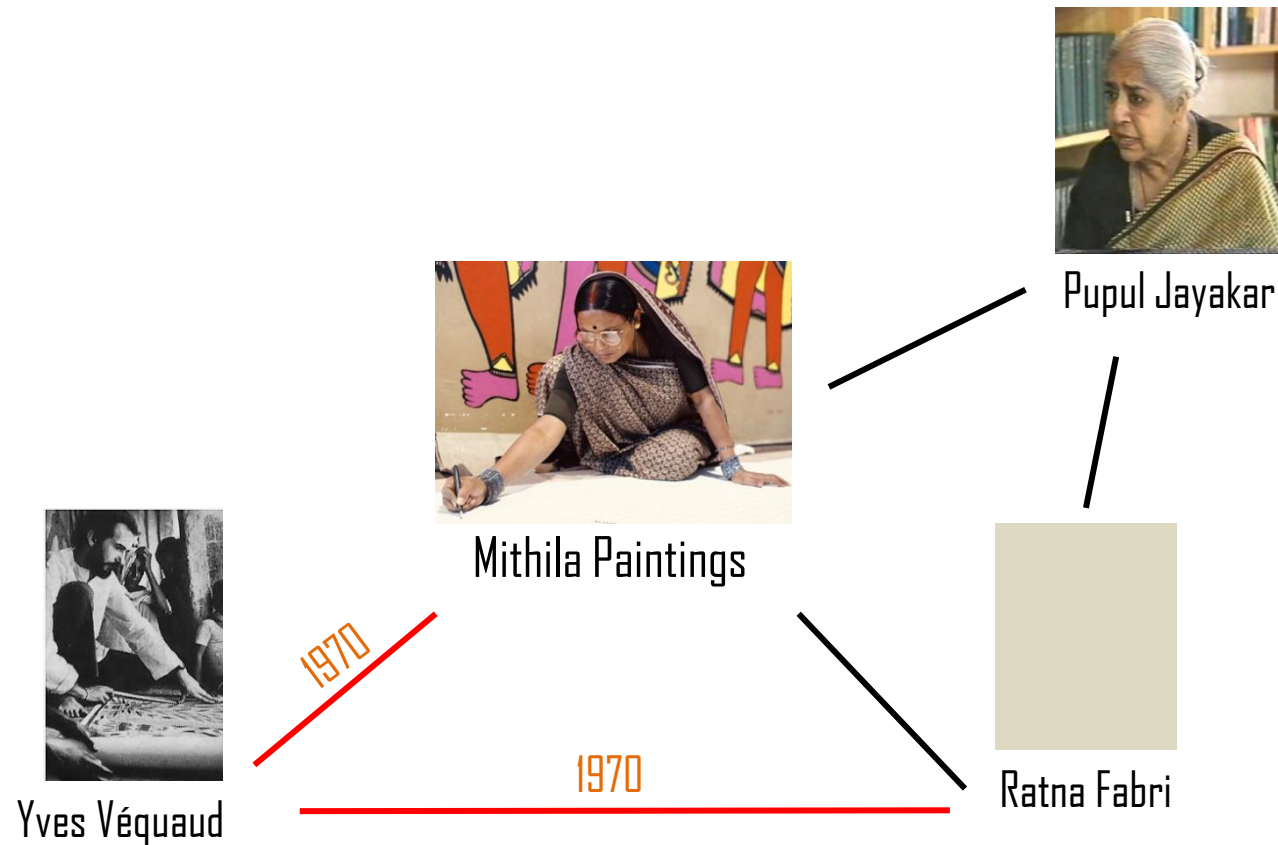 Pupul Jayakar
Mithila Paintings
1970
1970
Ratna Fabri
Yves Véquaud